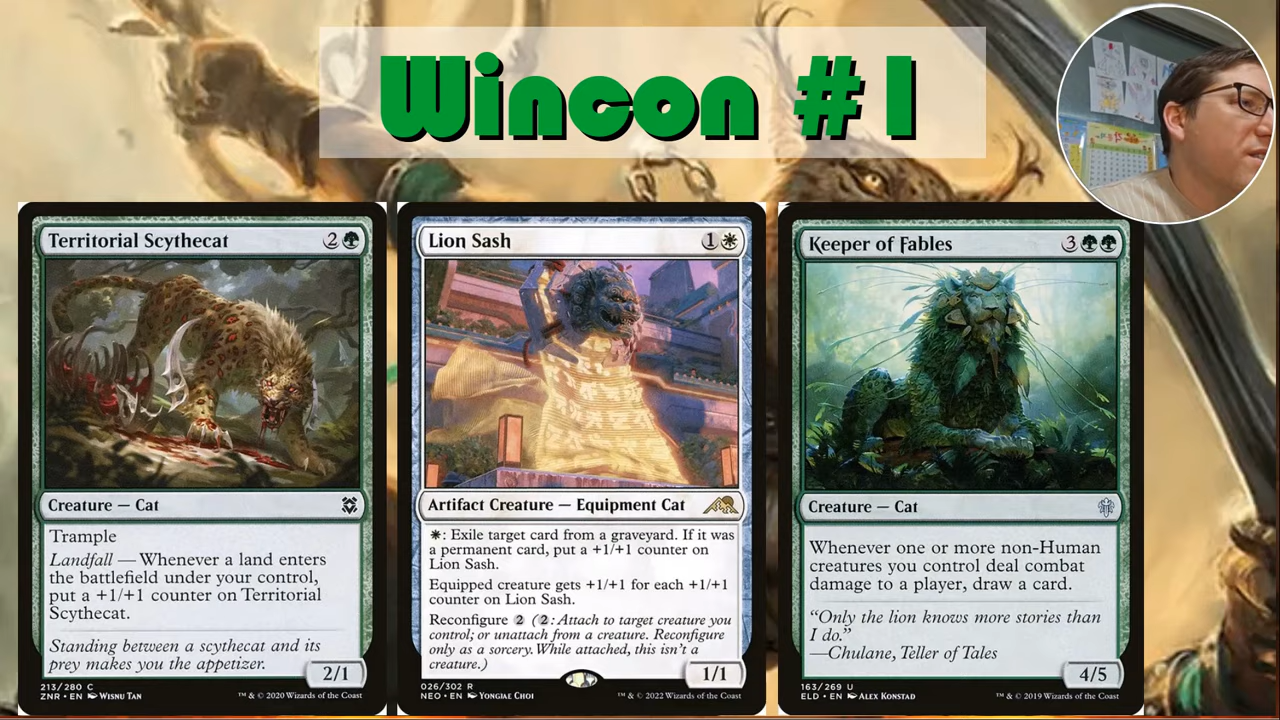 Wincon #1
Territorial Scythecat 2
Creature — Cat
Trample
Landfall — Whenever a land enters
the battlefield under your control,
put a +1/+1 counter on Territorial
Scythecat.
Standing between a scythecat and its
prey makes you the appetizer.
2/1
213/280 C
ZNR • EN Wisnu Tan
™ & © 2020 Wizards of the Coast
Lion Sash 1
Artifact Creature — Equipment Cat
: Exile target card from a graveyard. If it was
a permanent card, put a +1/+1 counter on
Lion Sash.
Equipped creature gets +1/+1 for each +1/+1
counter on Lion Sash.
Reconfigure 2 (2: Attach to target creature you
control; or unattach from a creature. Reconfigure
only as a sorcery. While attached, this isn't a
creature.)
1/1
026/302 R
NEO • EN Yongjae Choi
™ & © 2022 Wizards of the Coast
Keeper of Fables 3
Creature — Cat
Whenever one or more non-Human
creatures you control deal combat
damage to a player, draw a card.
"Only the lion knows more stories than
I do."
—Chulane, Teller of Tales
4/5
163/269 U
ELD • EN Alex Konstad
™ & © 2019 Wizards of the Coast